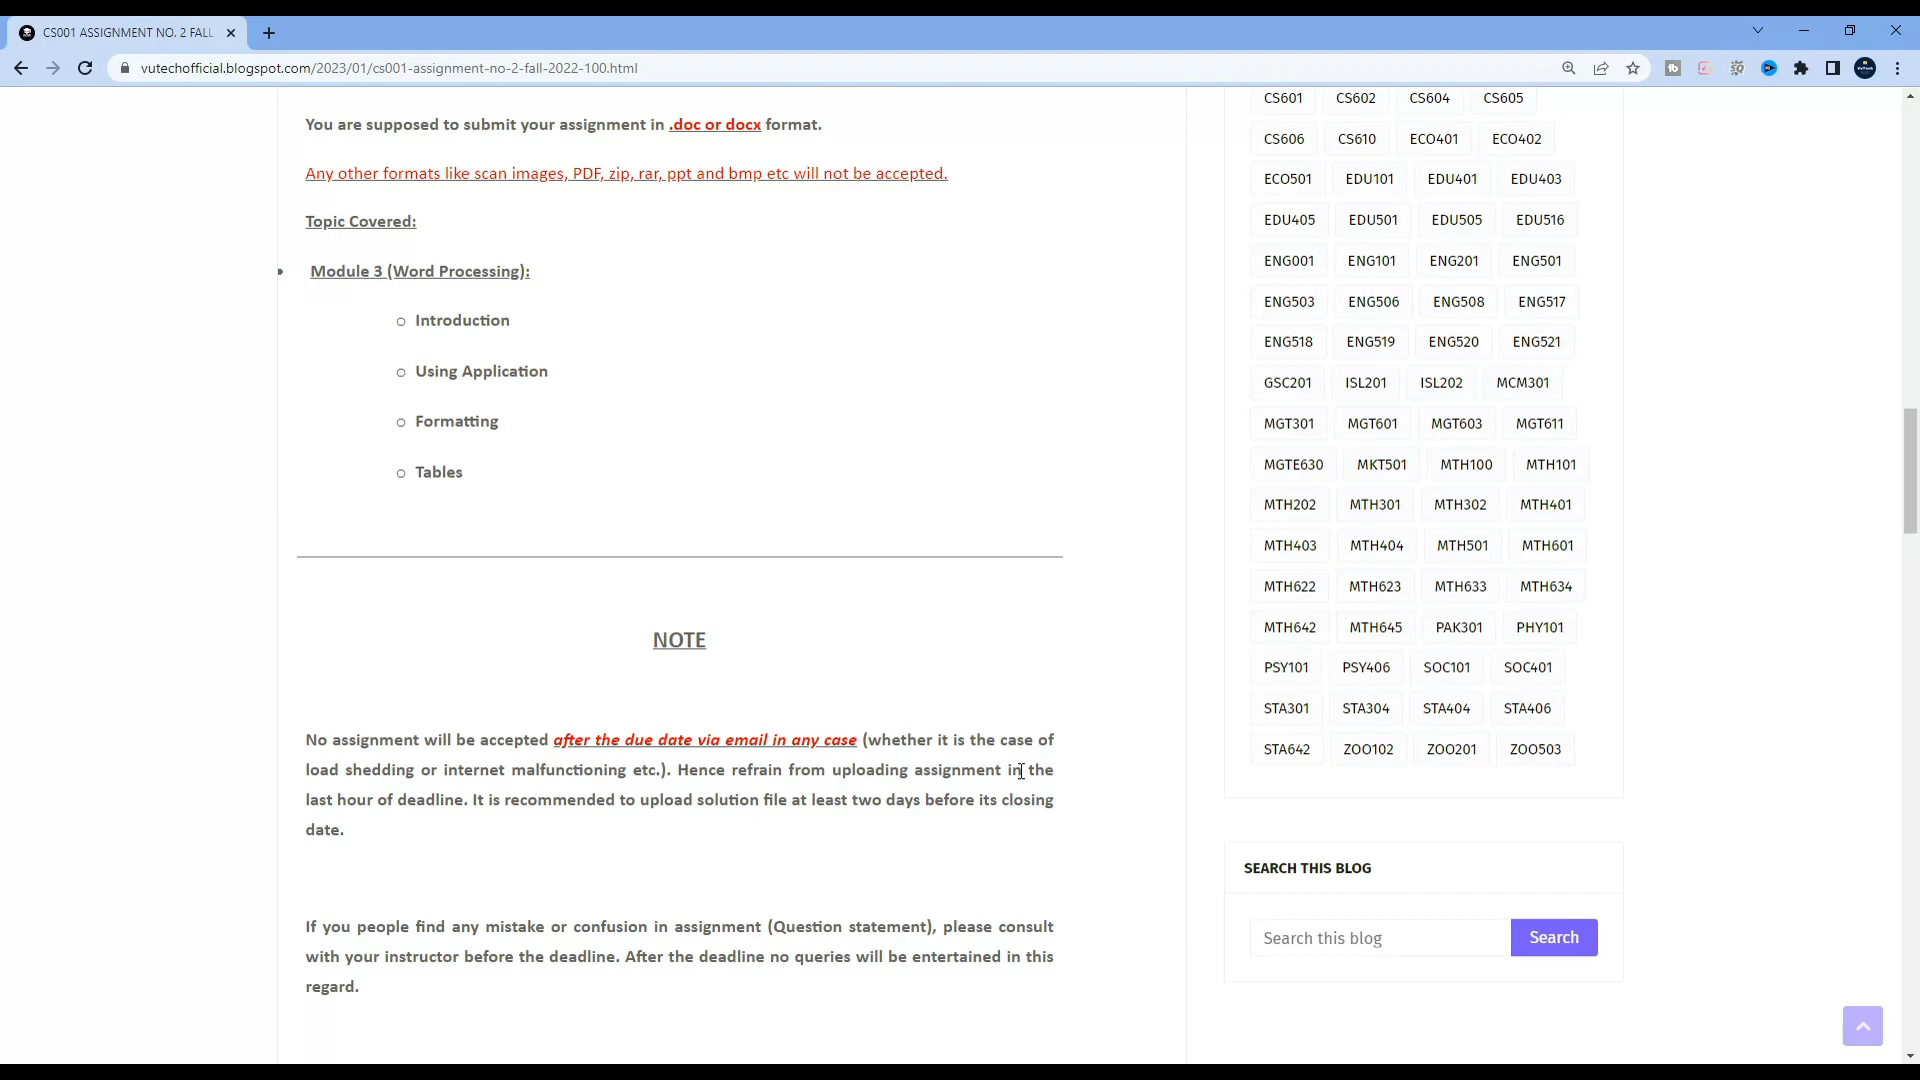 CS001 ASSIGNMENT NO. 2 FALL
vutechofficial.blogspot.com/2023/01/cs001-assignment-no-2-fall-2022-100.html
You are supposed to submit your assignment in .doc or docx format.
Any other formats like scan images, PDF, zip, rar, ppt and bmp etc will not be accepted.
Topic Covered:
Module 3 (Word Processing):
Introduction
Using Application
Formatting
Tables
NOTE
No assignment will be accepted after the due date via email in any case (whether it is the case of
load shedding or internet malfunctioning etc.). Hence refrain from uploading assignment in the
last hour of deadline. It is recommended to upload solution file at least two days before its closing
date.
If you people find any mistake or confusion in assignment (Question statement), please consult
with your instructor before the deadline. After the deadline no queries will be entertained in this
regard.
CS601 CS602 CS604 CS605
CS606 CS610 ECO401 ECO402
ECO501 EDU101 EDU401 EDU403
EDU405 EDU501 EDU505 EDU516
ENG001 ENG101 ENG201 ENG501
ENG503 ENG506 ENG508 ENG517
ENG518 ENG519 ENG520 ENG521
GSC201 ISL201 ISL202 MCM301
MGT301 MGT601 MGT603 MGT611
MGTE630 MKT501 MTH100 MTH101
MTH202 MTH301 MTH302 MTH401
MTH403 MTH404 MTH501 MTH601
MTH622 MTH623 MTH633 MTH634
MTH642 MTH645 PAK301 PHY101
PSY101 PSY406 SOC101 SOC401
STA301 STA304 STA404 STA406
STA642 ZOO102 ZOO201 ZOO503
SEARCH THIS BLOG
Search this blog
Search